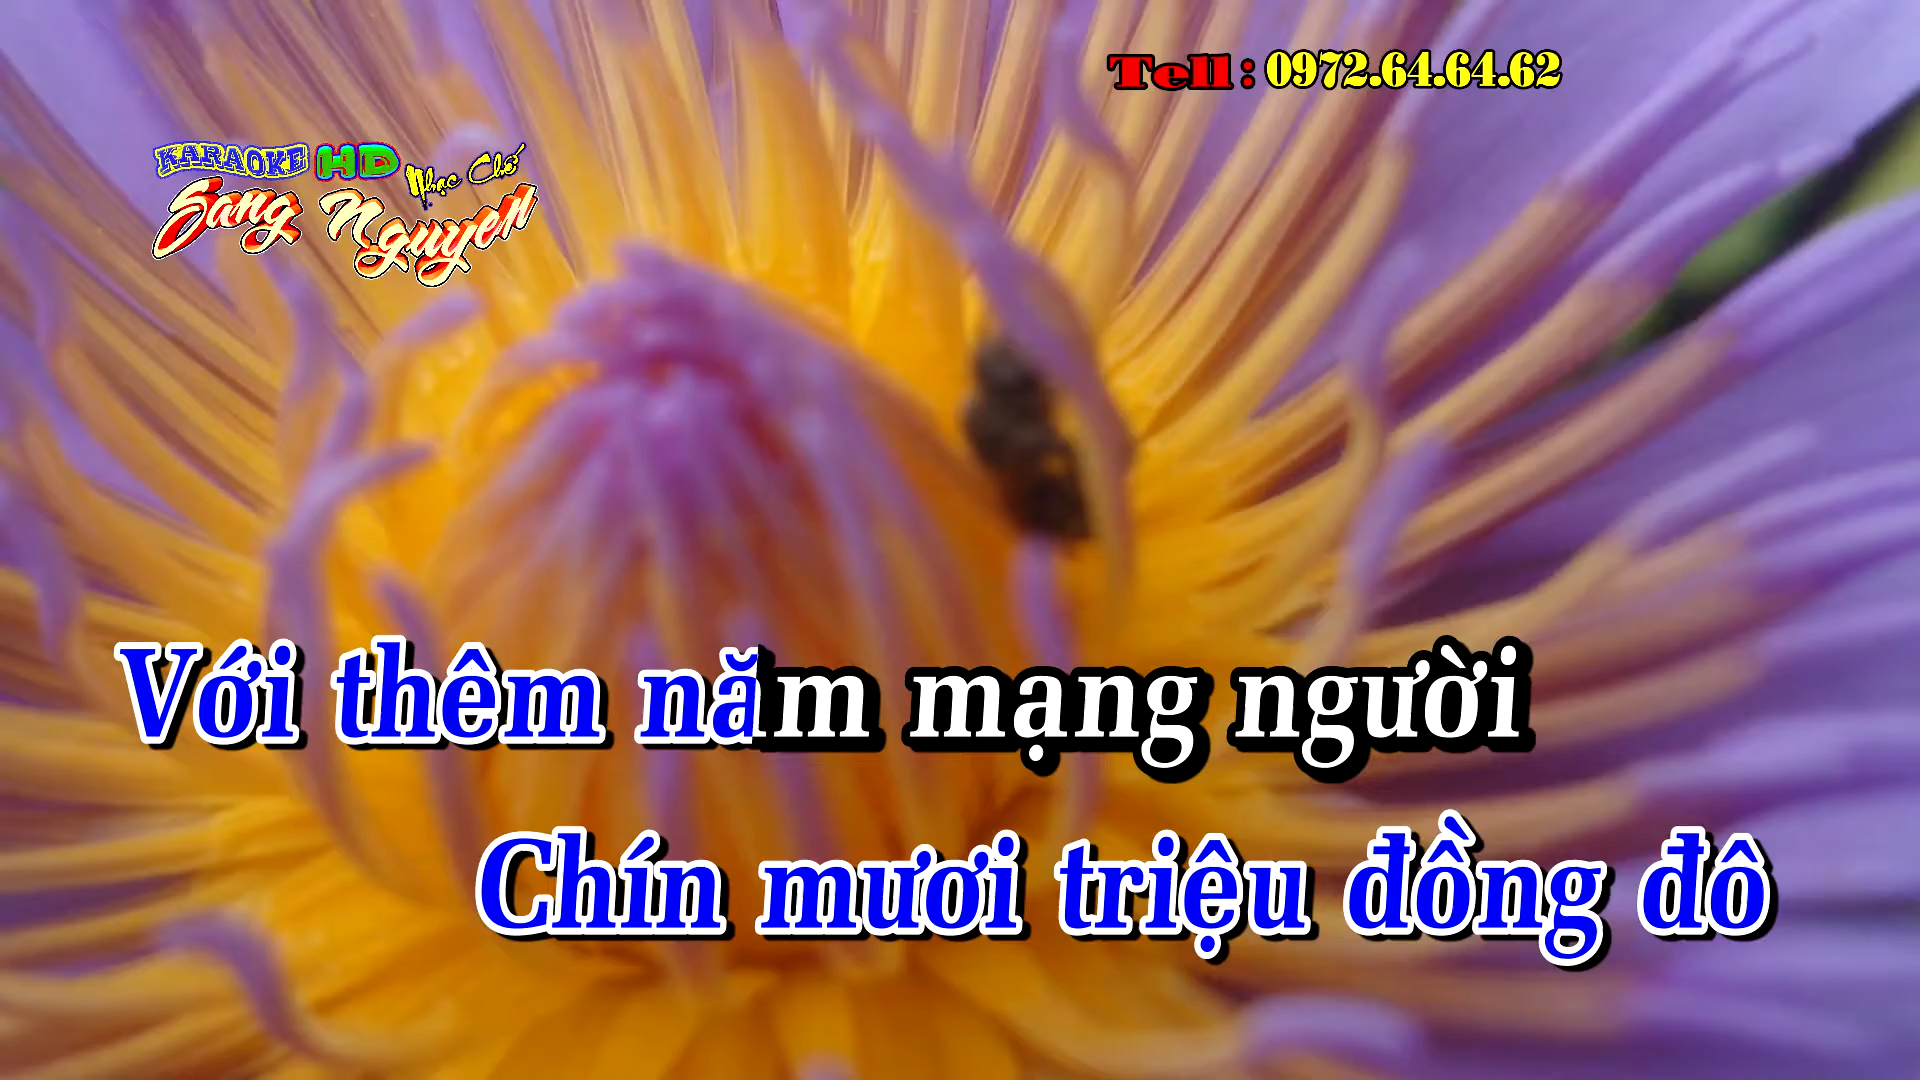 Tell : 0972.64.64.62
KARAOKE HD Nhạc Chế
Sang Nguyen
Với thêm năm mạng người
Chín mươi triệu đồng đô